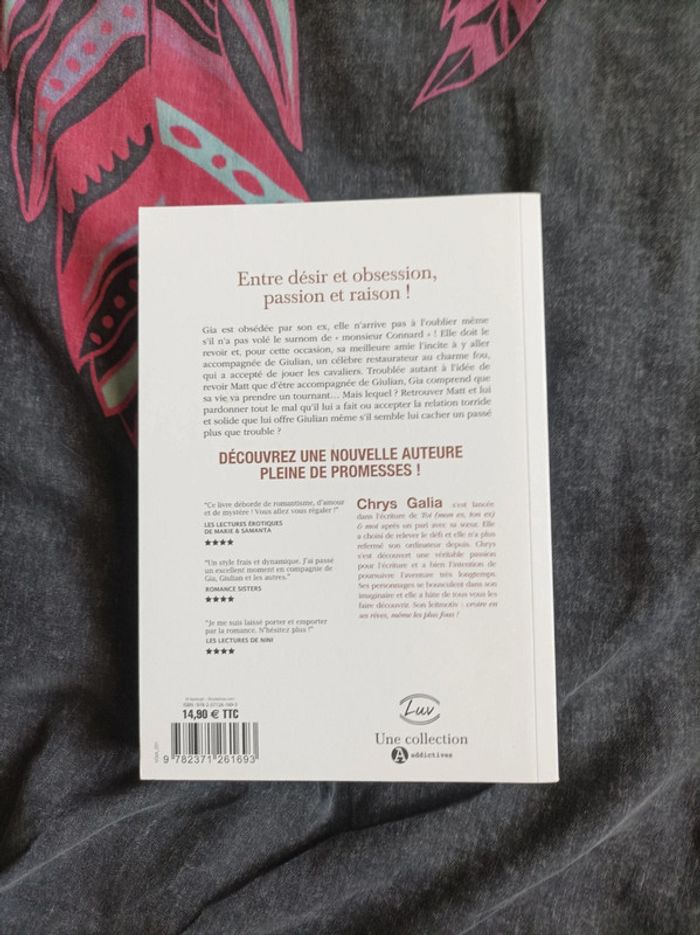 Entre désir et obsession,
passion et raison !
Gia est obsédée par son ex, elle n'arrive pas à l'oublier même
s'il n'a pas volé le surnom de « monsieur Connard » ! Elle doit le
revoir et, pour cette occasion, sa meilleure amie l'incite à y aller
accompagnée de Giulian, un célèbre restaurateur au charme fou,
qui a accepté de jouer les cavaliers. Troublée autant à l'idée de
revoir Matt que d'être accompagnée de Giulian, Gia comprend que
sa vie va prendre un tournant... Mais lequel ? Retrouver Matt et lui
pardonner tout le mal qu'il lui a fait ou accepter la relation torride
et solide que lui offre Giulian même s'il semble lui cacher un passé
plus que trouble ?
DÉCOUVREZ UNE NOUVELLE AUTEURE
PLEINE DE PROMESSES !
"Ce livre déborde de romantisme, d'amour
et de mystère ! Vous allez vous régaler !"
LES LECTURES ÉROTIQUES
DE MARIE & SAMANTA
★★★★
"Un style frais et dynamique. J'ai passé
un excellent moment en compagnie de
Gia, Giulian et les autres."
ROMANCE SISTERS
★★★★
"Je me suis laissé porter et emporter
par la romance. N'hésitez plus !"
LES LECTURES DE NINI
★★★★
Chrys Galia s'est lancée
dans l'écriture de Toi (mon ex, ton ex)
& moi après un pari avec sa sœur. Elle
a choisi de relever le défi et elle n'a plus
refermé son ordinateur depuis. Chrys
s'est découvert une véritable passion
pour l'écriture et a bien l'intention de
poursuivre l'aventure très longtemps.
Ses personnages se bousculent dans son
imaginaire et elle a hâte de tous vous les
faire découvrir. Son leitmotiv : croire en
ses rêves, même les plus fous !
ISBN : 978-2-37126-169-3
14,90 € TTC
9 782371 261693
Luv
Une collection
A addictives